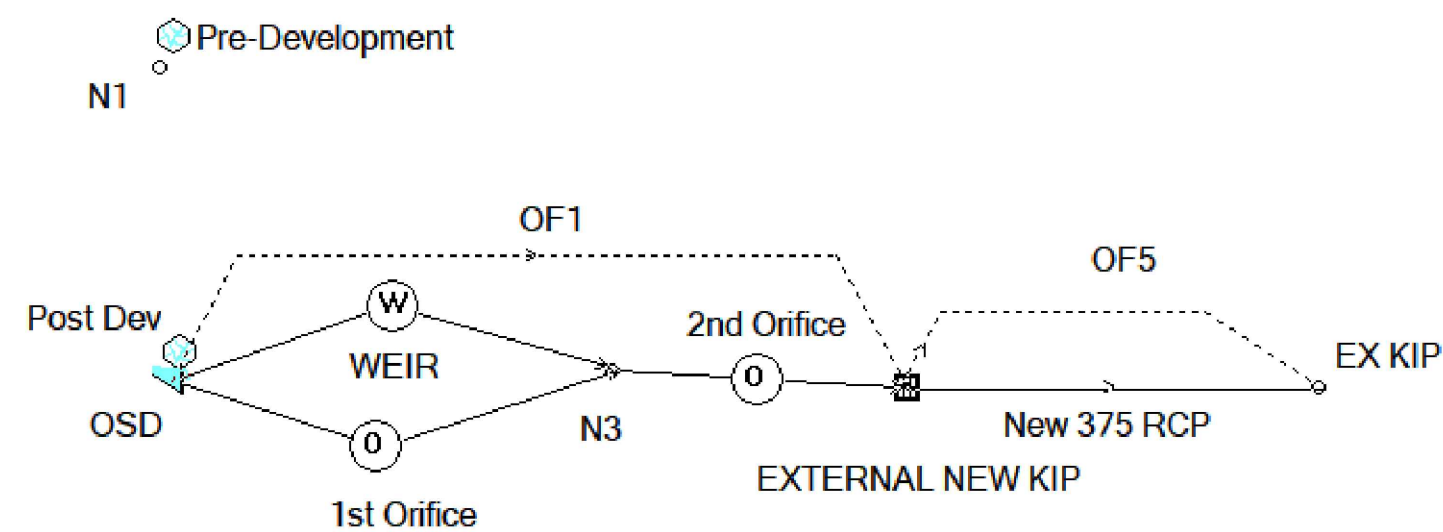 Pre-Development
N1
OF1
OF5
Post Dev
W
2nd Orifice
WEIR
O
EX KIP
OSD
O
N3
New 375 RCP
EXTERNAL NEW KIP
1st Orifice